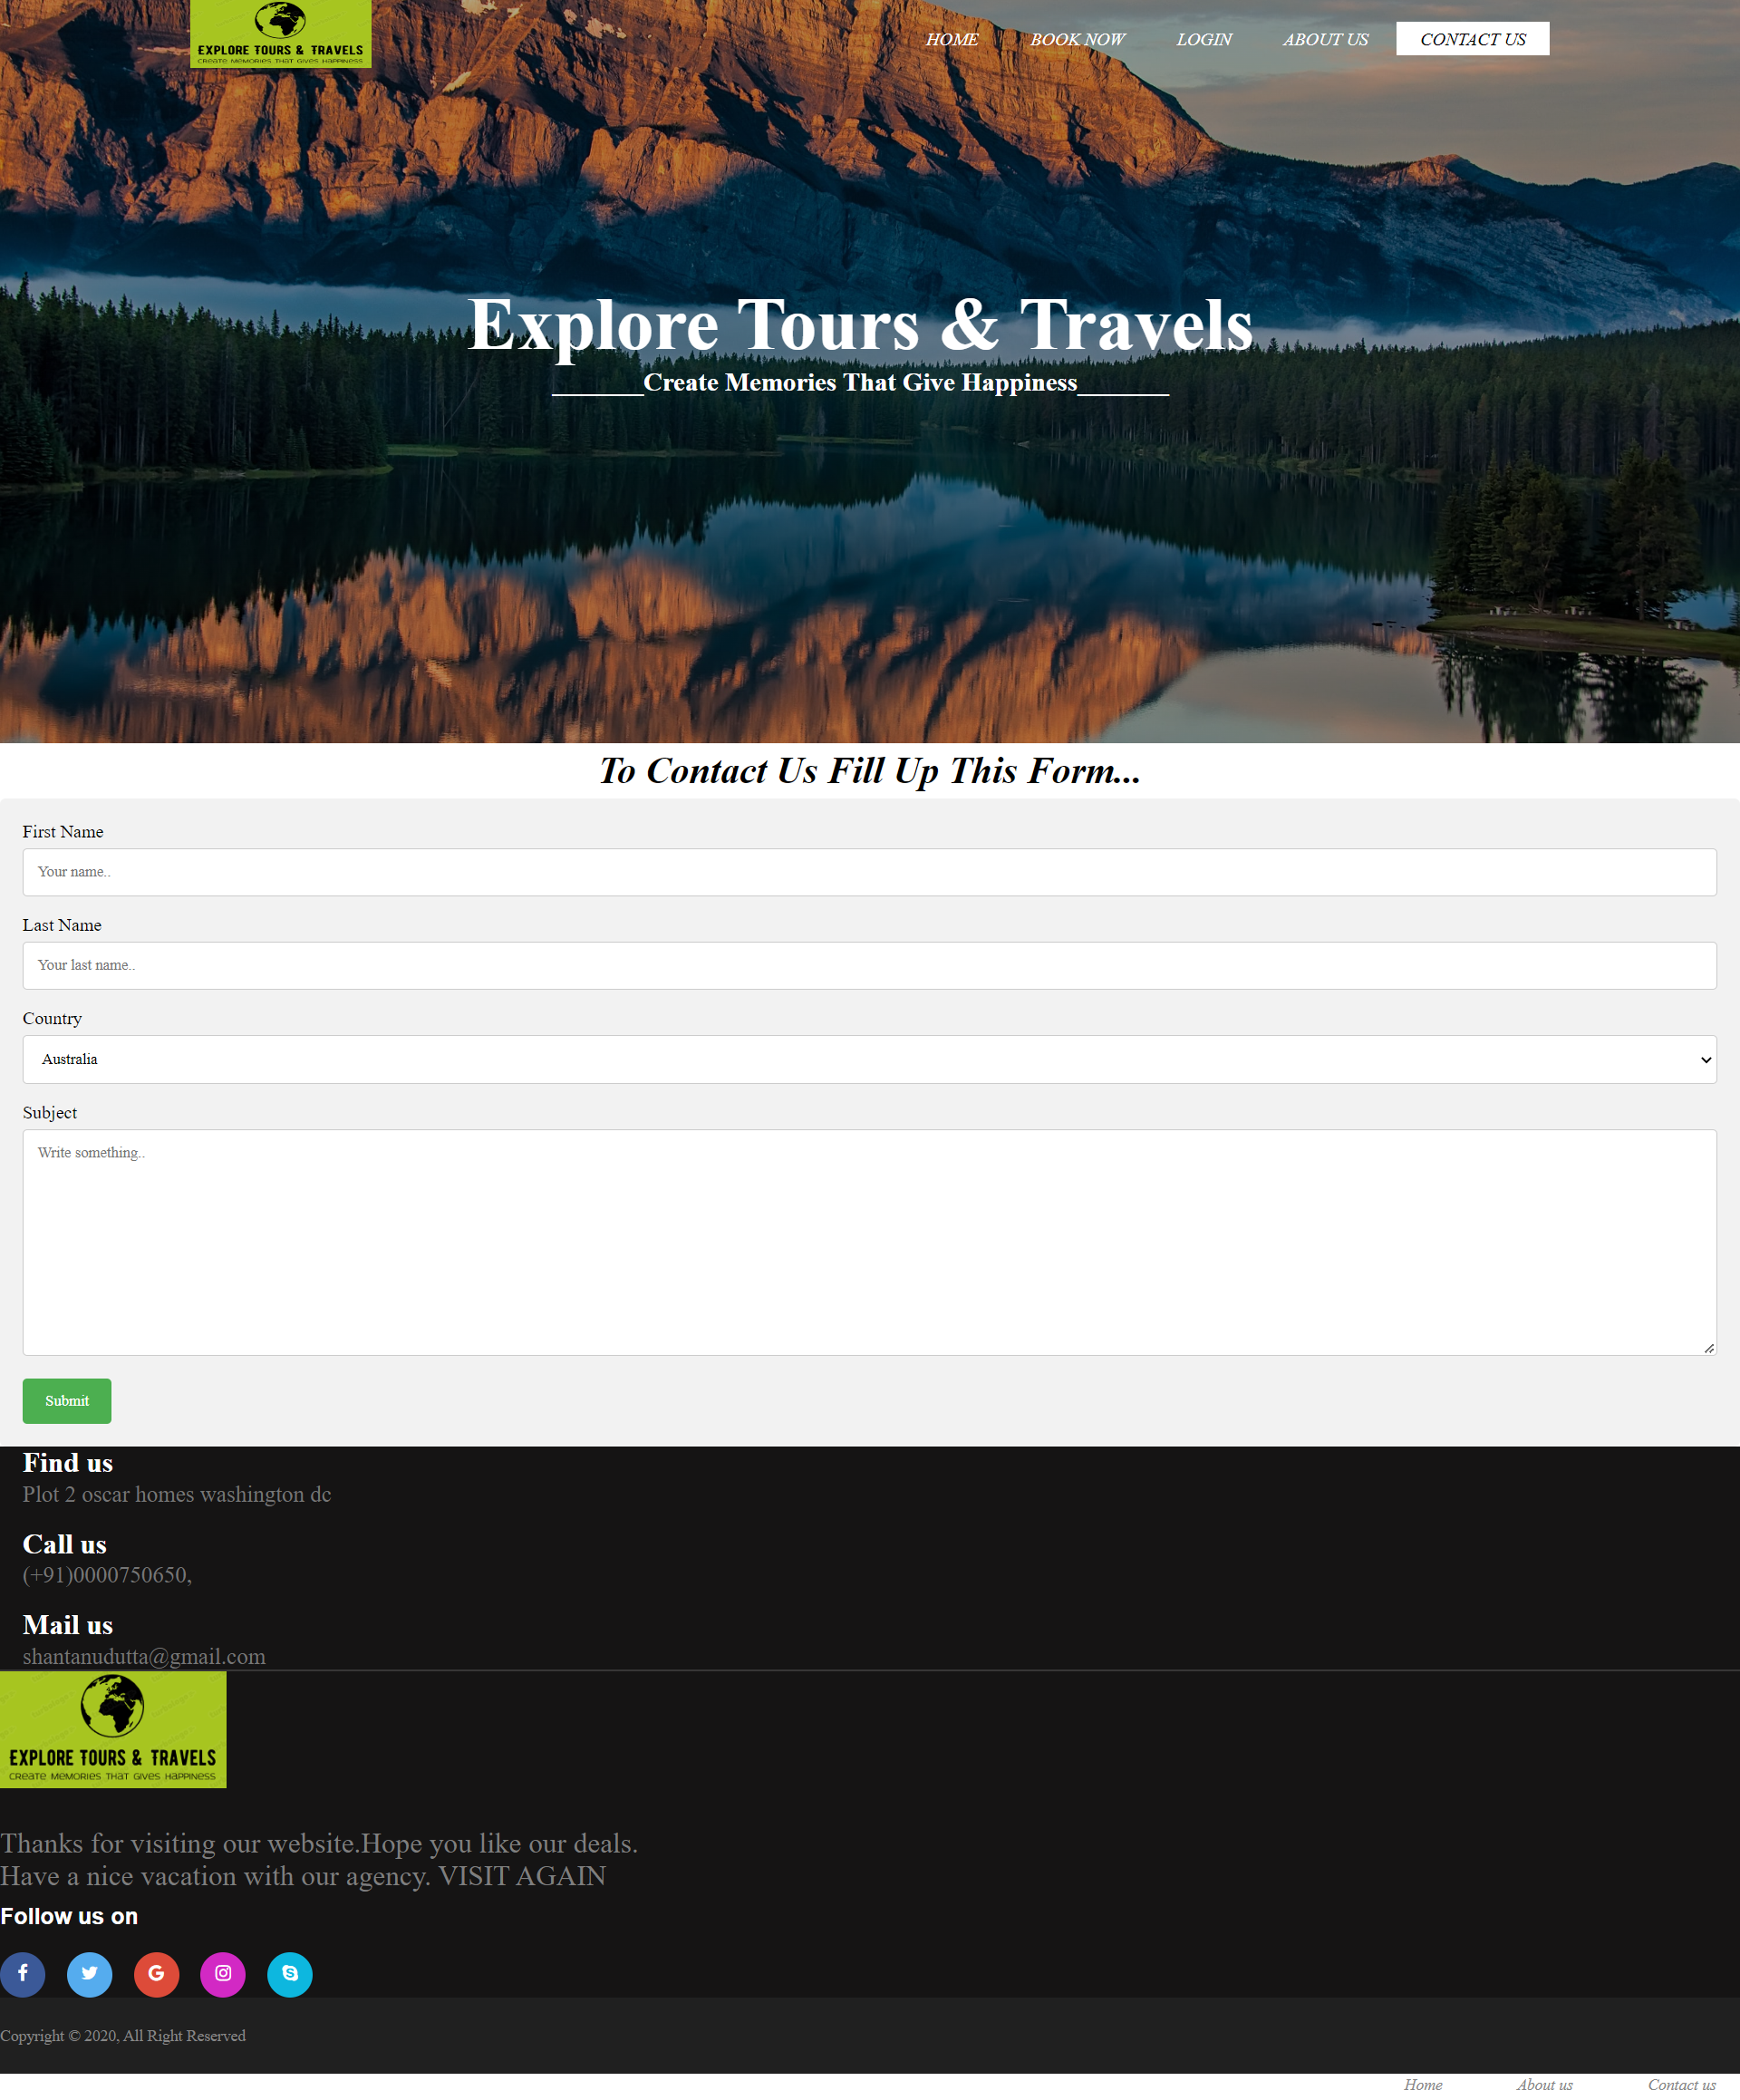 EXPLORE TOURS & TRAVELS
CREATE MEMORIES THAT GIVES HAPPINESS
HOME BOOK NOW LOGIN ABOUT US CONTACT US
Explore Tours & Travels
_______Create Memories That Give Happiness_______
To Contact Us Fill Up This Form...
First Name
Your name..
Last Name
Your last name..
Country
Australia
Subject
Write something..
Submit
Find us
Plot 2 oscar homes washington dc
Call us
(+91)0000750650,
Mail us
shantanudutta@gmail.com
EXPLORE TOURS & TRAVELS
CREATE MEMORIES THAT GIVES HAPPINESS
Thanks for visiting our website.Hope you like our deals.
Have a nice vacation with our agency. VISIT AGAIN
Follow us on
Copyright © 2020, All Right Reserved
Home About us Contact us